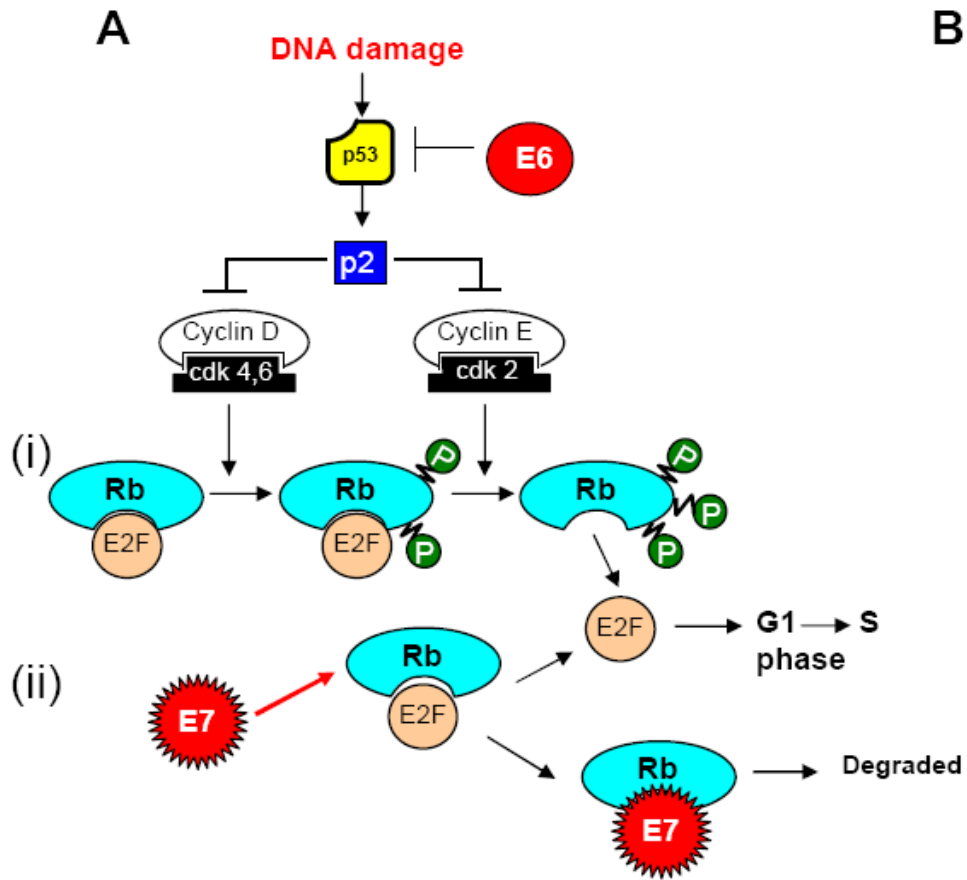 A
B
DNA damage
p53
E6
p2
Cyclin D
Cyclin E
cdk 4,6
cdk 2
(i)
Rb
E2F
Rb
E2F
P
P
Rb
P
P
P
E2F
G1
S
phase
(ii)
E7
Rb
E2F
Rb
E7
Degraded